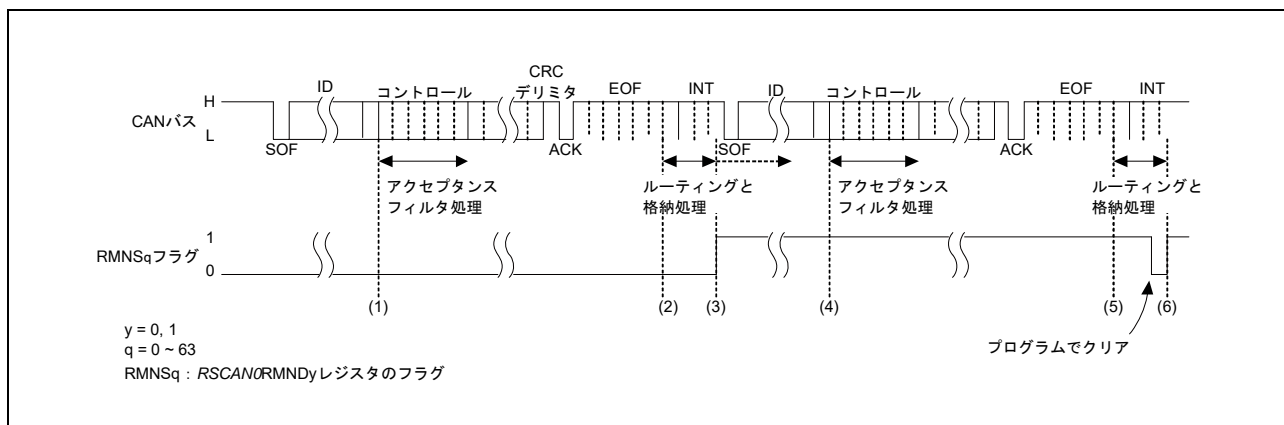 CRC
ID コントロール デリミタ EOF INT ID コントロール EOF INT
H
CANバス
L
SOF ACK SOF ACK
アクセプタンス
フィルタ処理
ルーティングと
格納処理
アクセプタンス
フィルタ処理
ルーティングと
格納処理
1
RMNSqフラグ
0
(1) (2) (3) (4) (5) (6)
プログラムでクリア
y = 0, 1
q = 0 ~ 63
RMNSq : RSCAN0RMNDyレジスタのフラグ